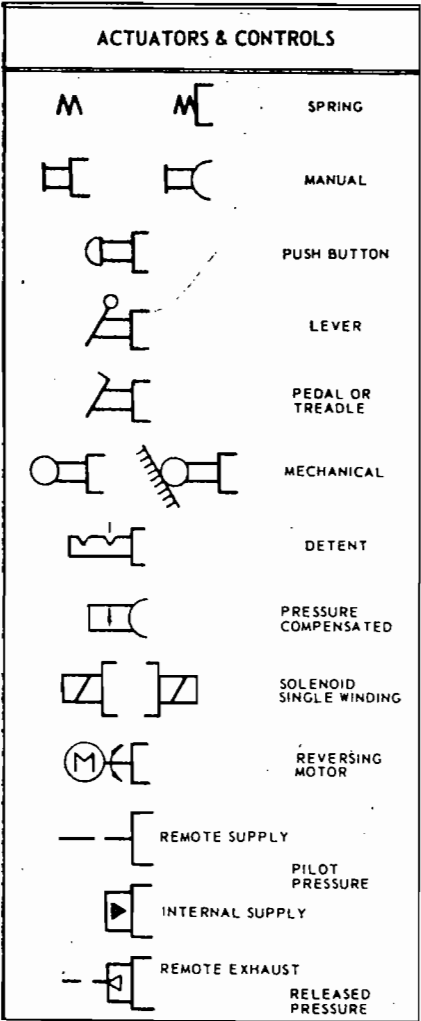 ACTUATORS & CONTROLS
SPRING
MANUAL
PUSH BUTTON
LEVER
PEDAL OR
TREADLE
MECHANICAL
DETENT
PRESSURE
COMPENSATED
SOLENOID
SINGLE WINDING
M
REVERSING
MOTOR
REMOTE SUPPLY
PILOT
PRESSURE
INTERNAL SUPPLY
REMOTE EXHAUST
RELEASED
PRESSURE